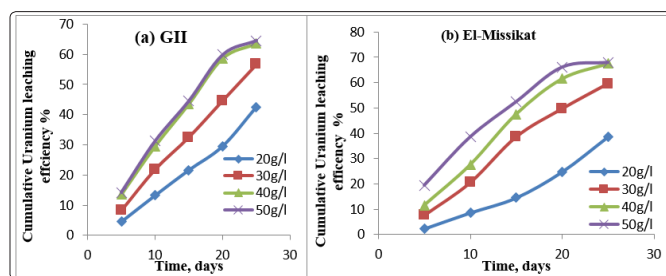 (a) GII
Cumulative Uranium leaching
effciency %
70
60
50
40
30
20
10
0
20g/l
30g/l
40g/l
50g/l
0
10
20
30
Time, days
(b) El-Missikat
Cumulative Uranium leaching
efficency %
80
70
60
50
40
30
20
10
0
20g/l
30g/l
40g/l
50g/l
0
10
20
30
Time, days